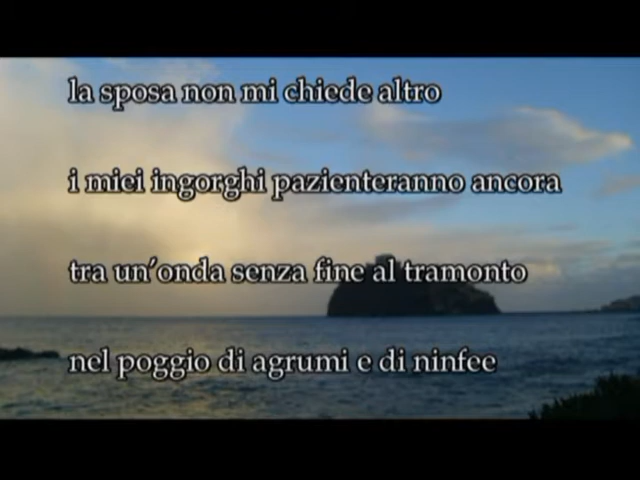 la sposa non mi chiede altro
i miei ingorghi pazienteranno ancora
tra un'onda senza fine al tramonto
nel poggio di agrumi e di ninfee